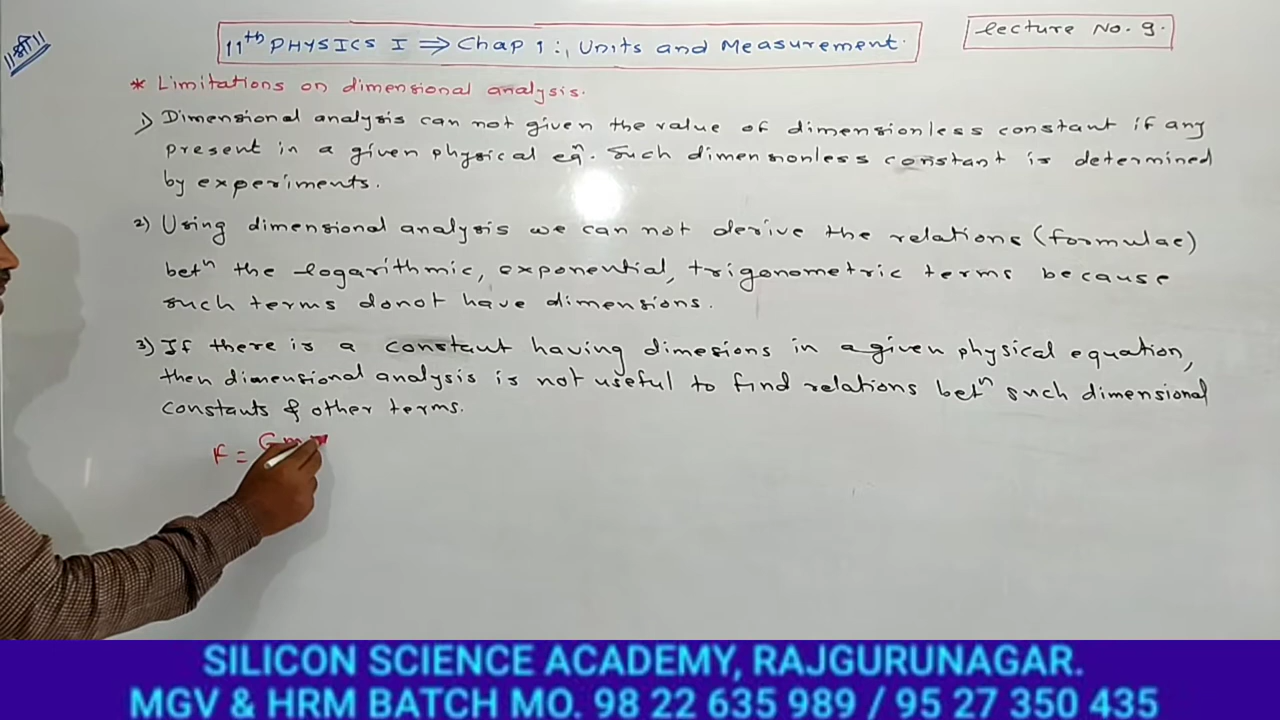 ॥श्री॥
11th PHYSICS I ⇒ Chap 1:, Units and Measurement.
Lecture No. 9.
* Limitations on dimensional analysis.
1) Dimensional analysis can not given the value of dimensionless constant if any
present in a given physical eqn. Such dimensionless constant is determined
by experiments.
2) Using dimensional analysis we can not derive the relations (formulae)
betn the logarithmic, exponential, trigonometric terms because
such terms donot have dimensions.
3) If there is a constant having dimesions in a given physical equation,
then dimensional analysis is not useful to find relations betn such dimensional
constants & other terms.
F = Gm
SILICON SCIENCE ACADEMY, RAJGURUNAGAR.
MGV & HRM BATCH MO. 98 22 635 989 / 95 27 350 435